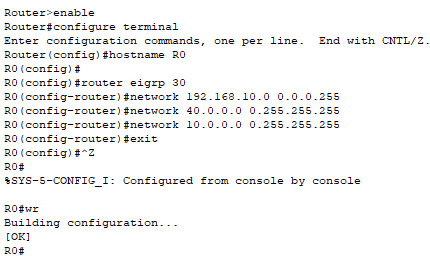 Router>enable
Router#configure terminal
Enter configuration commands, one per line.  End with CNTL/Z.
Router(config)#hostname R0
R0(config)#
R0(config)#router eigrp 30
R0(config-router)#network 192.168.10.0 0.0.0.255
R0(config-router)#network 40.0.0.0 0.255.255.255
R0(config-router)#network 10.0.0.0 0.255.255.255
R0(config-router)#exit
R0(config)#^Z
R0#
%SYS-5-CONFIG_I: Configured from console by console
R0#wr
Building configuration...
[OK]
R0#